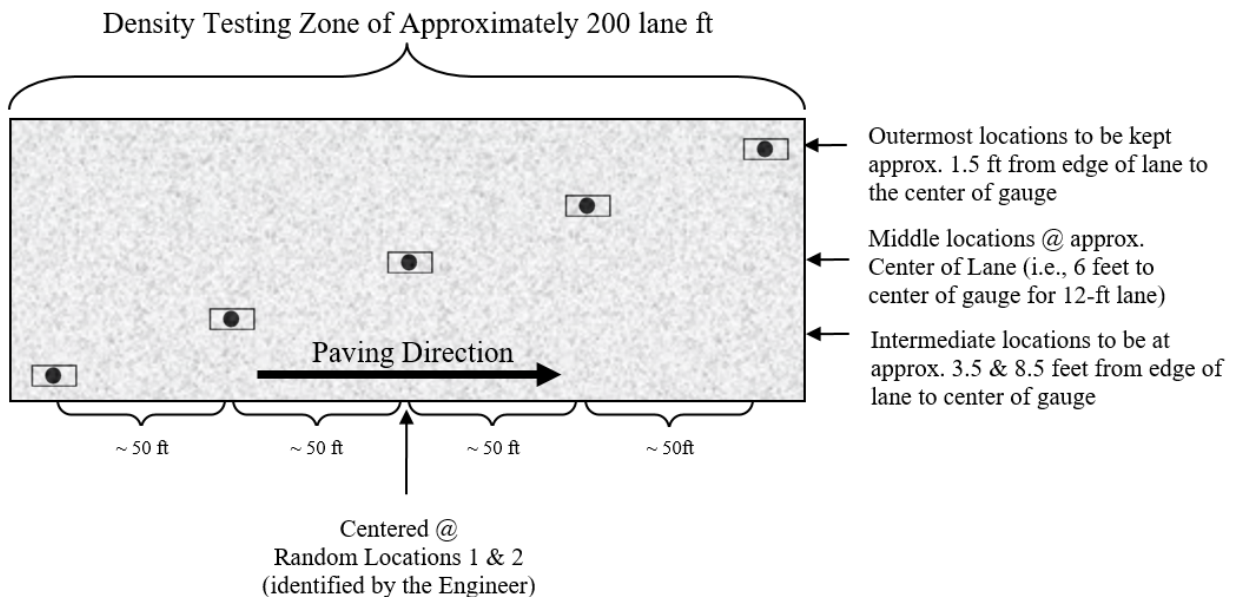 Density Testing Zone of Approximately 200 lane ft
Outermost locations to be kept
approx. 1.5 ft from edge of lane to
the center of gauge
Middle locations @ approx.
Center of Lane (i.e., 6 feet to
center of gauge for 12-ft lane)
Intermediate locations to be at
approx. 3.5 & 8.5 feet from edge of
lane to center of gauge
Paving Direction
~ 50 ft
~ 50 ft
~ 50 ft
~ 50ft
Centered @
Random Locations 1 & 2
(identified by the Engineer)